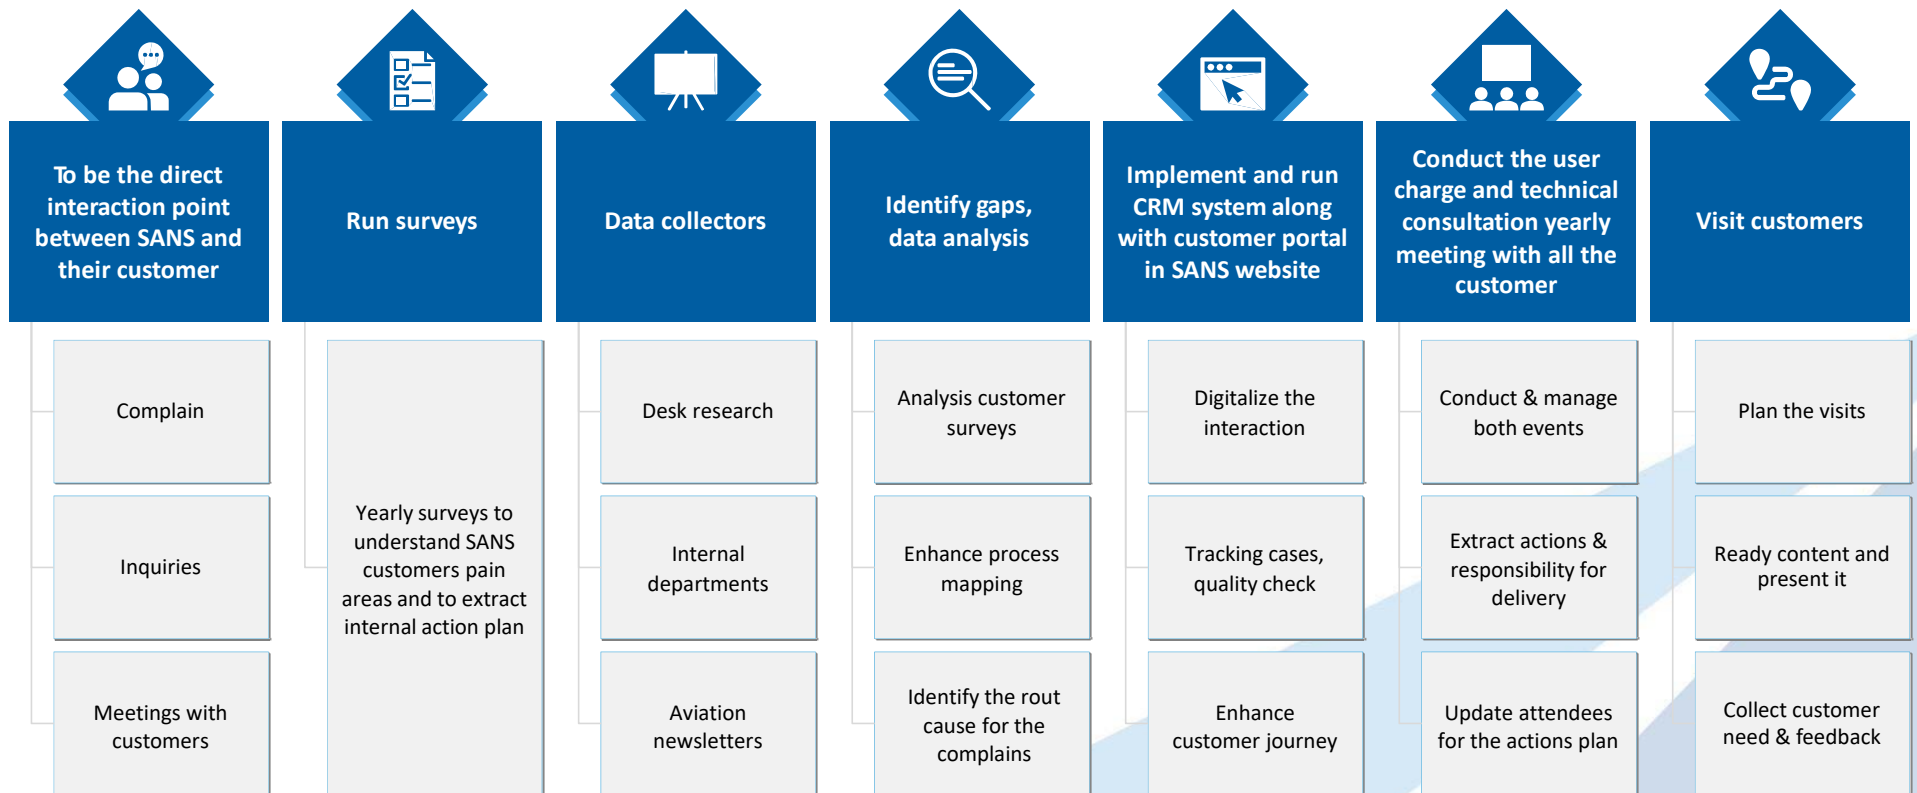 To be the direct
interaction point
between SANS and
their customer
Complain
Inquiries
Meetings with
customers
Run surveys
Yearly surveys to
understand SANS
customers pain
areas and to extract
internal action plan
Data collectors
Desk research
Internal
departments
Aviation
newsletters
Identify gaps,
data analysis
Analysis customer
surveys
Enhance process
mapping
Identify the rout
cause for the
complains
Implement and run
CRM system along
with customer portal
in SANS website
Digitalize the
interaction
Tracking cases,
quality check
Enhance
customer journey
Conduct the user
charge and technical
consultation yearly
meeting with all the
customer
Conduct & manage
both events
Extract actions &
responsibility for
delivery
Update attendees
for the actions plan
Visit customers
Plan the visits
Ready content and
present it
Collect customer
need & feedback